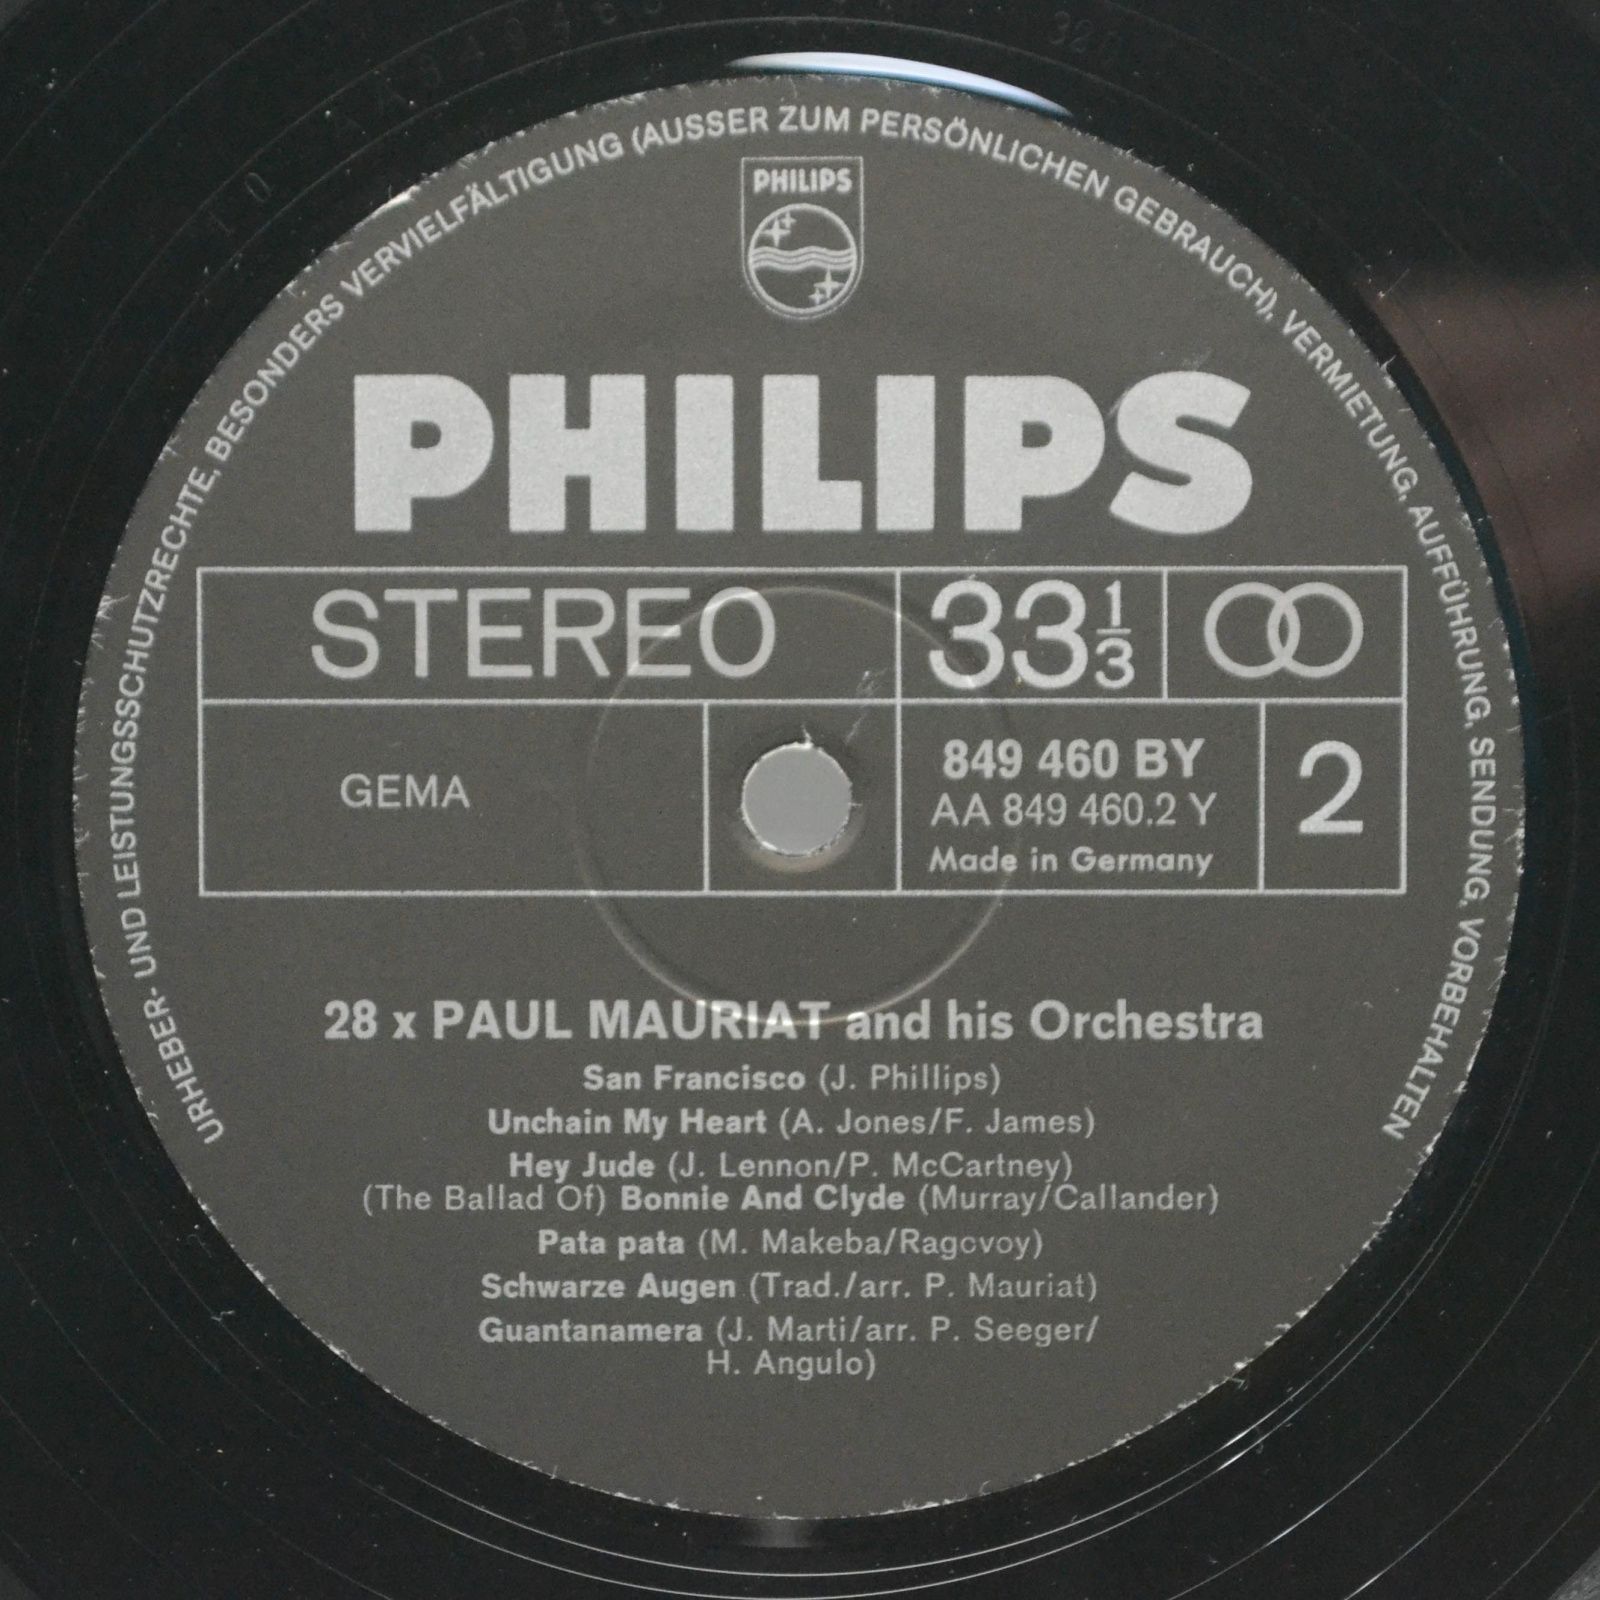 URHEBER- UND LEISTUNGSSCHUTZRECHTE, BESONDERS VERVIELFÄLTIGUNG (AUSSER ZUM PERSÖNLICHEN GEBRAUCH), VERMIETUNG, AUFFÜHRUNG, SENDUNG, VORBEHALTEN
PHILIPS
PHILIPS
STEREO 33 1/3
GEMA
849 460 BY
AA 849 460.2 Y
Made in Germany
2
28 x PAUL MAURIAT and his Orchestra
San Francisco (J. Phillips)
Unchain My Heart (A. Jones/F. James)
Hey Jude (J. Lennon/P. McCartney)
(The Ballad Of) Bonnie And Clyde (Murray/Callander)
Pata pata (M. Makeba/Ragovoy)
Schwarze Augen (Trad./arr. P. Mauriat)
Guantanamera (J. Marti/arr. P. Seeger/
H. Angulo)